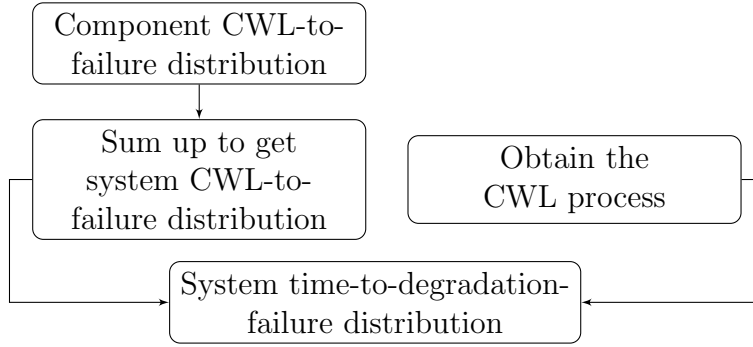 Component CWL-to-
failure distribution
Sum up to get
system CWL-to-
failure distribution
Obtain the
CWL process
System time-to-degradation-
failure distribution